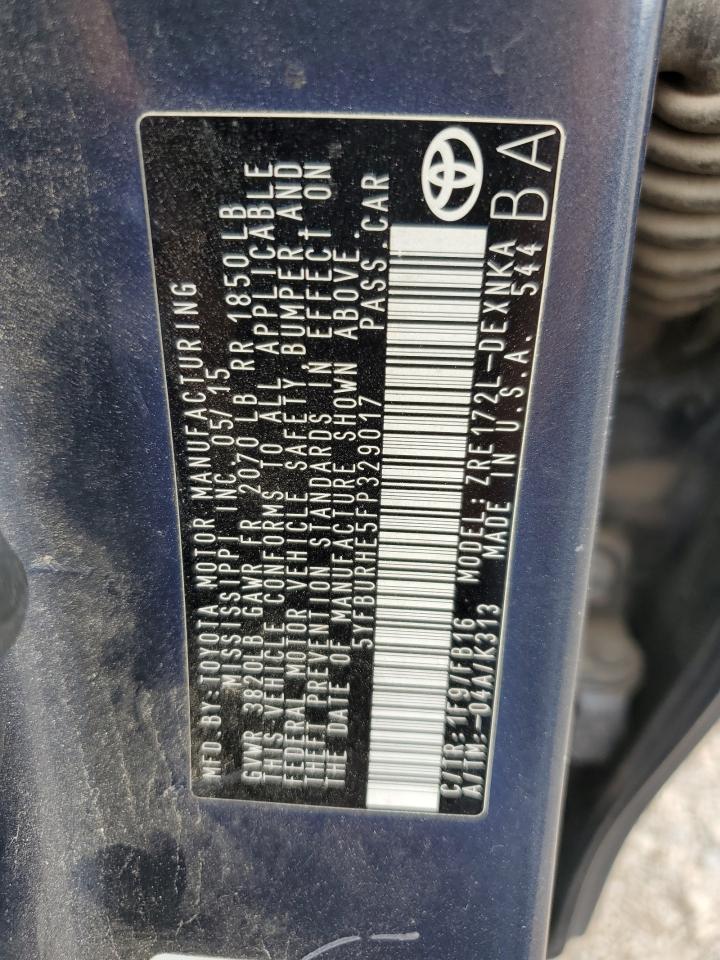 MFD.BY:TOYOTA MOTOR MANUFACTURING
MISSISSIPPI INC.05/15
GVWR 3820LB GAWR FR 2070LB RR 1850LB
THIS VEHICLE CONFORMS TO ALL APPLICABLE
FEDERAL MOTOR VEHICLE SAFETY, BUMPER AND
THEFT PREVENTION STANDARDS IN EFFECT ON
THE DATE OF MANUFACTURE SHOWN ABOVE.
5YFBURHE5FP329017 PASS.CAR
C/TR:1F9/FB16 MODEL:ZRE172L-DEXNKA
A/TM:-04A/K313 MADE IN U.S.A. 544
BA